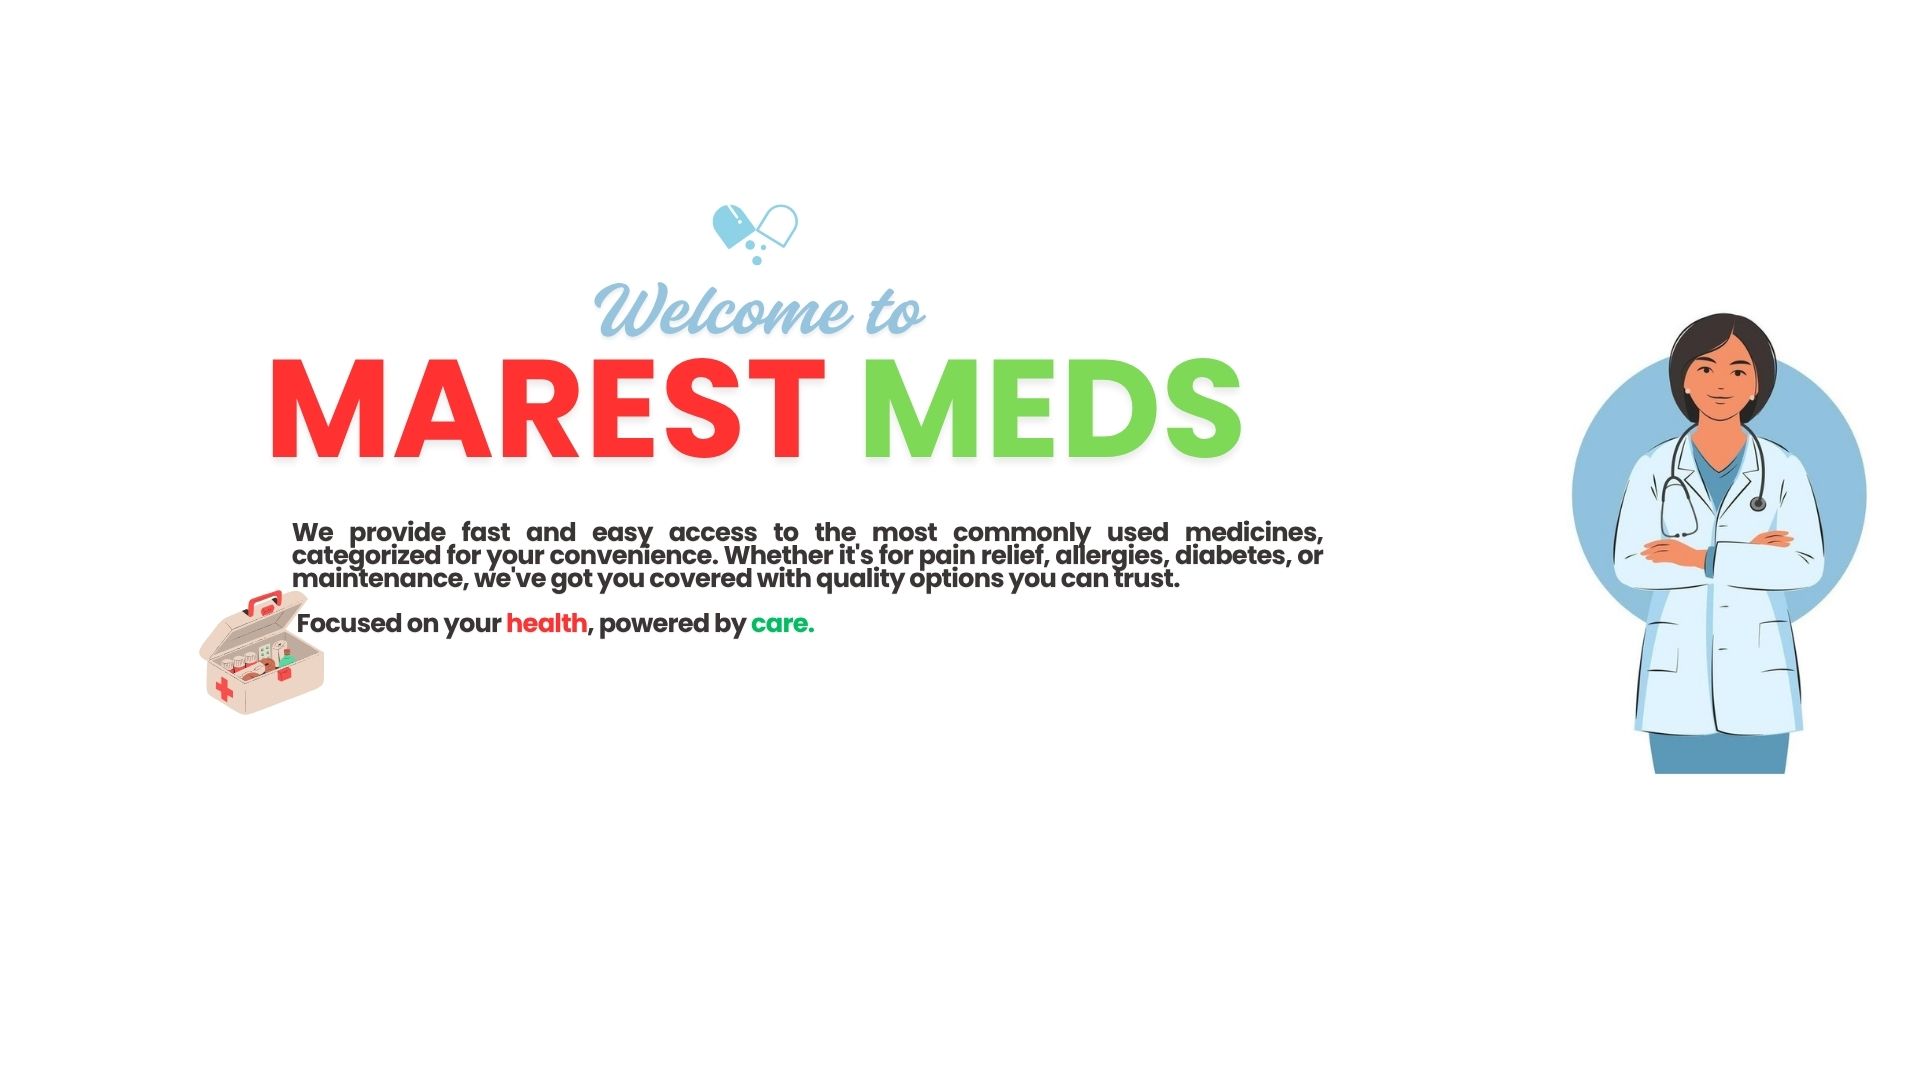 Welcome to
MAREST MEDS
We provide fast and easy access to the most commonly used medicines,
categorized for your convenience. Whether it's for pain relief, allergies, diabetes, or
maintenance, we've got you covered with quality options you can trust.
Focused on your health, powered by care.